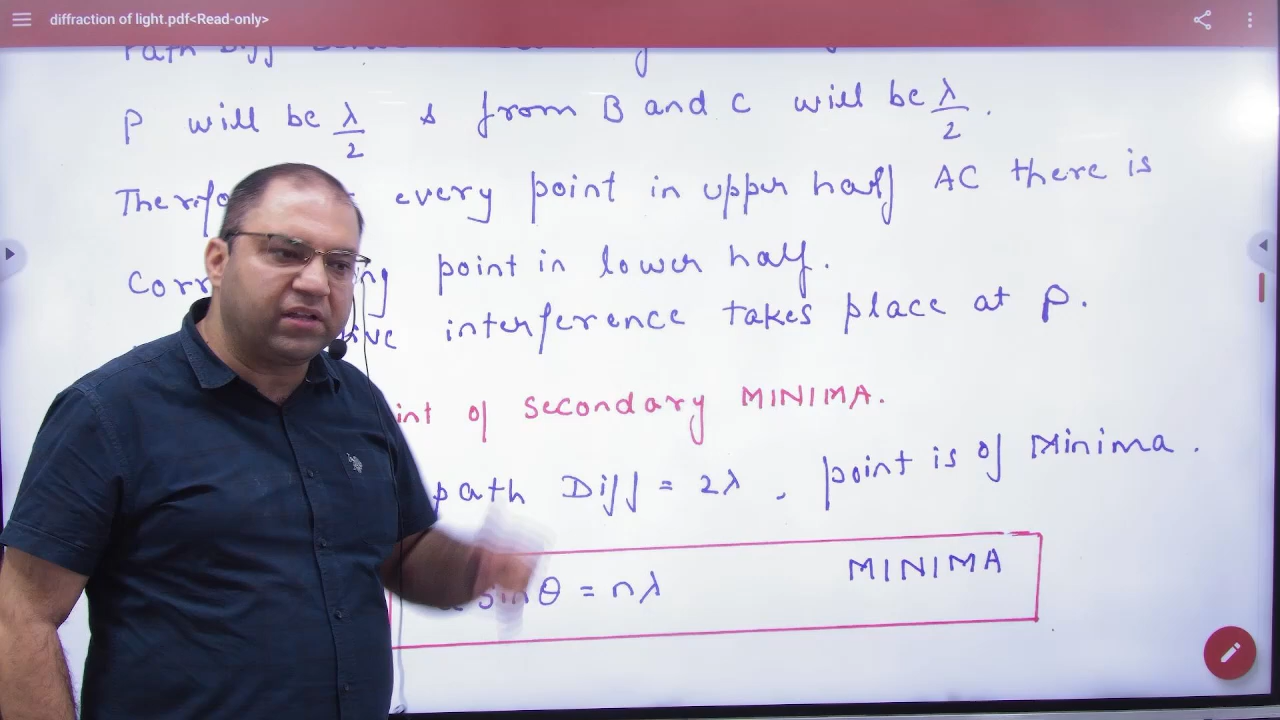 diffraction of light.pdf<Read-only>
Path Diff
P will be λ/2 & from B and C will be λ/2.
every point in upper half AC there is
point in lower half.
interference takes place at P.
of secondary MINIMA.
path Diff = 2λ , point is of Minima.
sinθ = nλ MINIMA